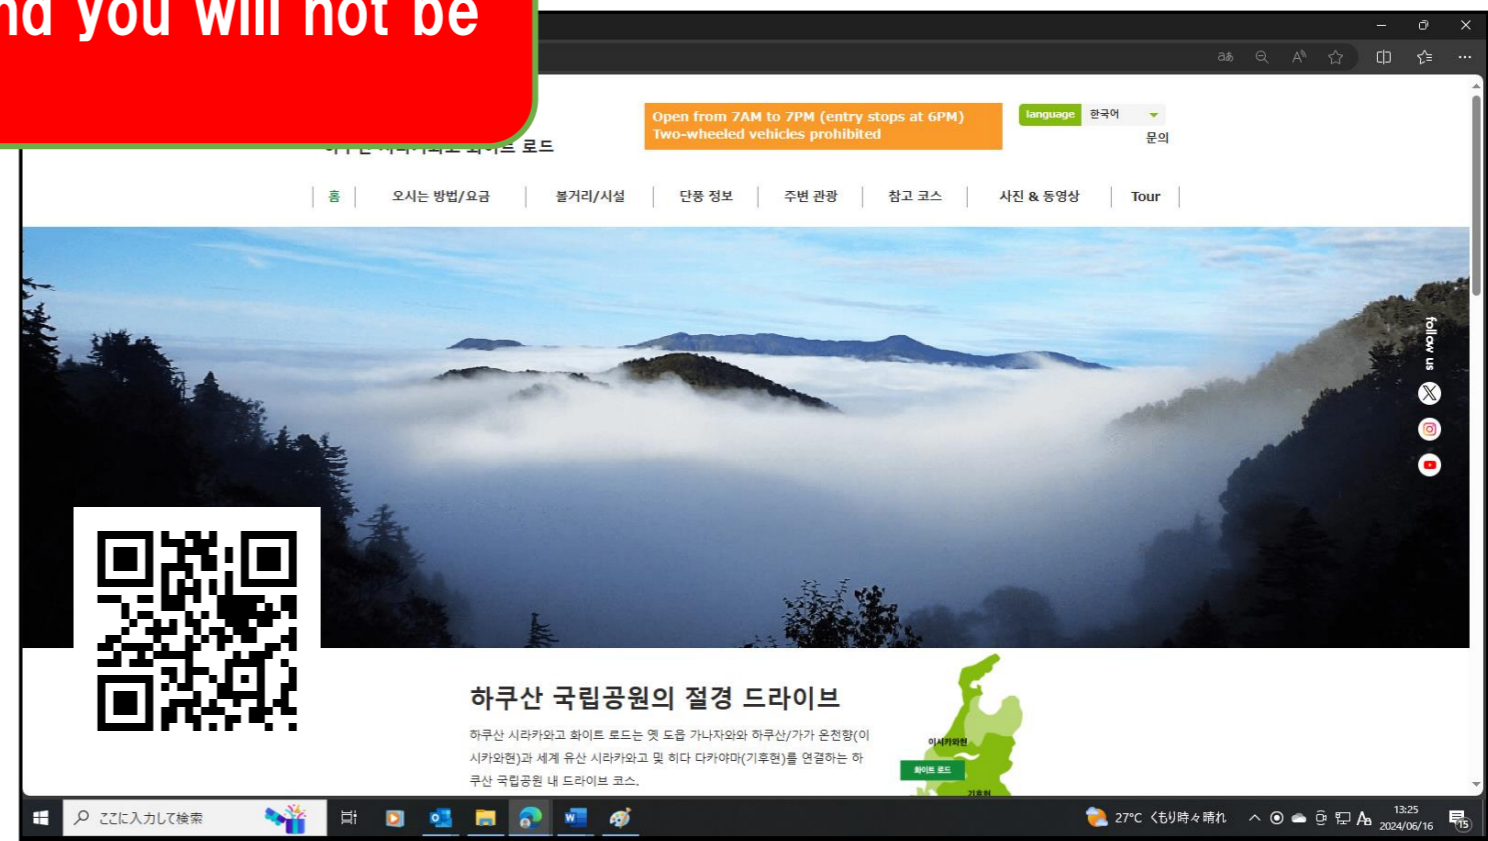 nd you will not be
Open from 7AM to 7PM (entry stops at 6PM)
Two-wheeled vehicles prohibited
language 한국어
문의
하쿠산 시라카와고 화이트 로드
홈 오시는 방법/요금 볼거리/시설 단풍 정보 주변 관광 참고 코스 사진 & 동영상 Tour
follow us
하쿠산 국립공원의 절경 드라이브
하쿠산 시라카와고 화이트 로드는 옛 도읍 가나자와와 하쿠산/가가 온천향(이
시카와현)과 세계 유산 시라카와고 및 히다 다카야마(기후현)를 연결하는 하
쿠산 국립공원 내 드라이브 코스.
이시카와현
화이트 로드
기후현
ここに入力して検索
27°C くもり時々晴れ
13:25
2024/06/16
15